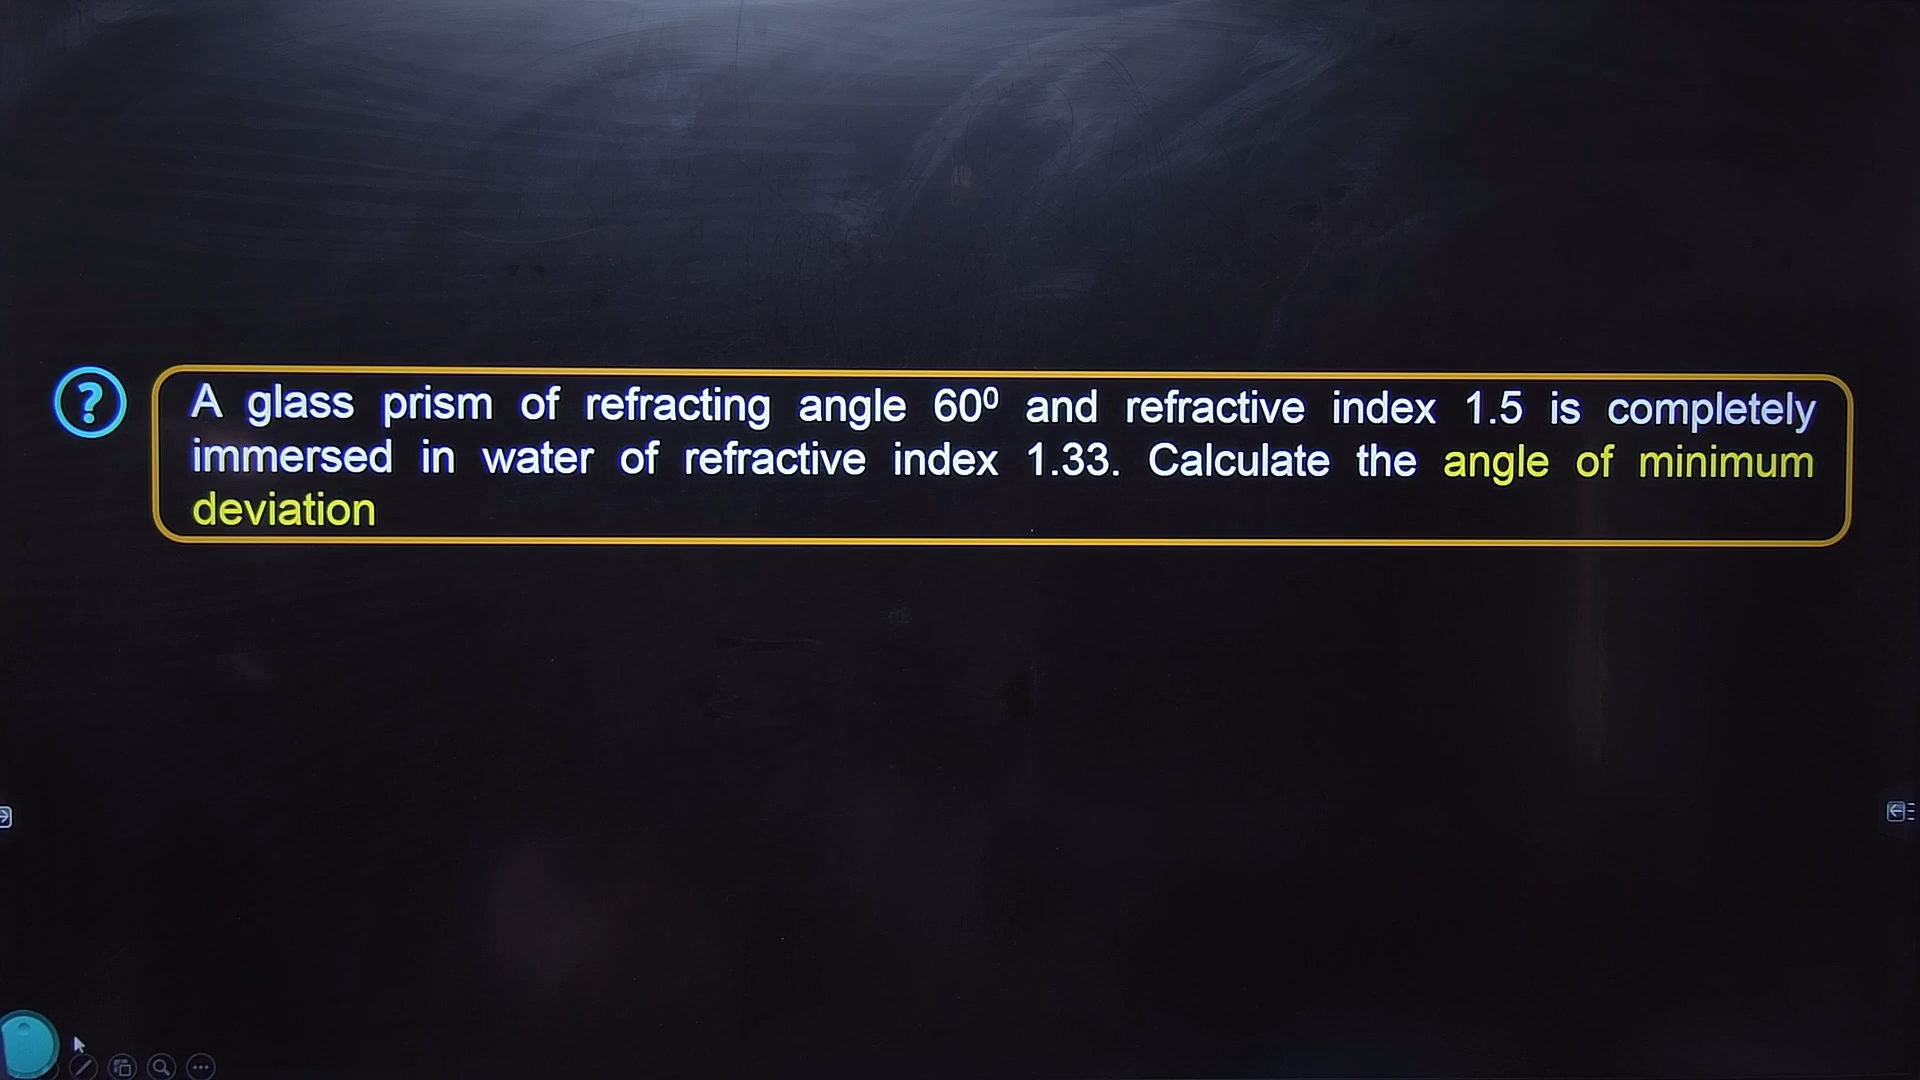 ?
A glass prism of refracting angle 60⁰ and refractive index 1.5 is completely
immersed in water of refractive index 1.33. Calculate the angle of minimum
deviation